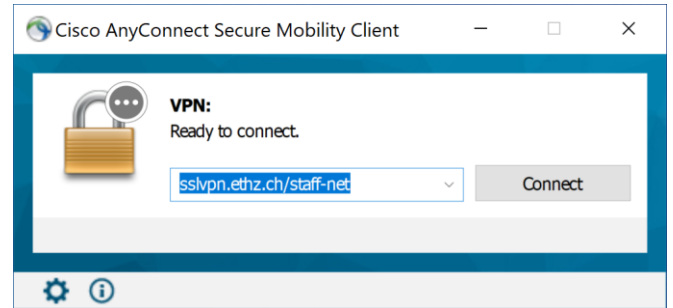 Cisco AnyConnect Secure Mobility Client
VPN:
Ready to connect.
sslvpn.ethz.ch/staff-net
Connect